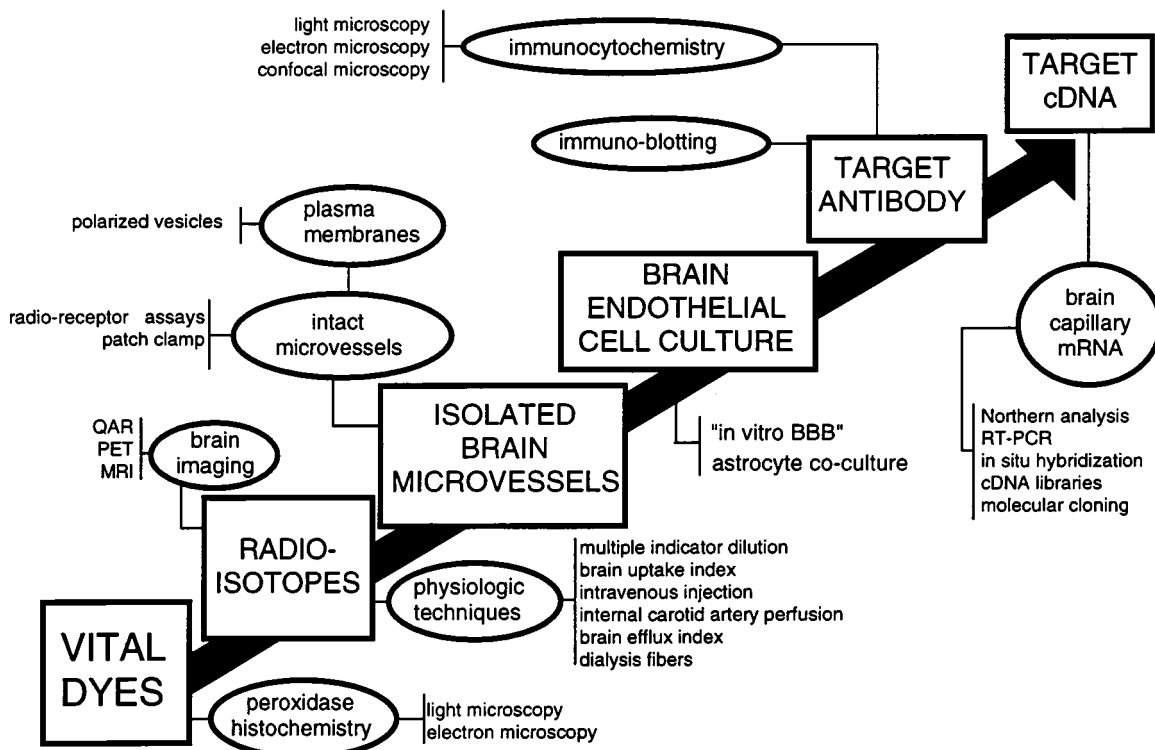 light microscopy
electron microscopy
confocal microscopy
immunocytochemistry
TARGET
cDNA
immuno-blotting
TARGET
ANTIBODY
polarized vesicles
plasma
membranes
radio-receptor assays
patch clamp
intact
microvessels
BRAIN
ENDOTHELIAL
CELL CULTURE
brain
capillary
mRNA
QAR
PET
MRI
brain
imaging
ISOLATED
BRAIN
MICROVESSELS
"in vitro BBB"
astrocyte co-culture
Northern analysis
RT-PCR
in situ hybridization
cDNA libraries
molecular cloning
RADIO-
ISOTOPES
physiologic
techniques
multiple indicator dilution
brain uptake index
intravenous injection
internal carotid artery perfusion
brain efflux index
dialysis fibers
VITAL
DYES
peroxidase
histochemistry
light microscopy
electron microscopy